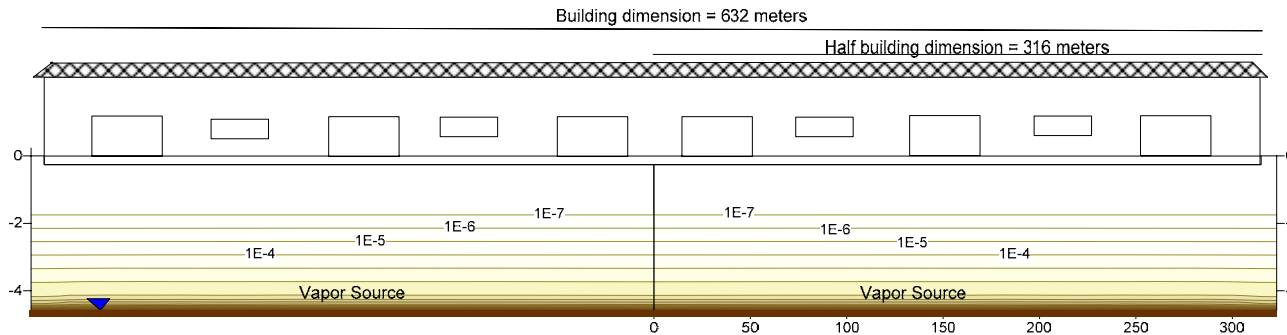 Building dimension = 632 meters
Half building dimension = 316 meters
0
-2
-4
1E-7
1E-6
1E-5
1E-4
1E-7
1E-6
1E-5
1E-4
Vapor Source
Vapor Source
0 50 100 150 200 250 300